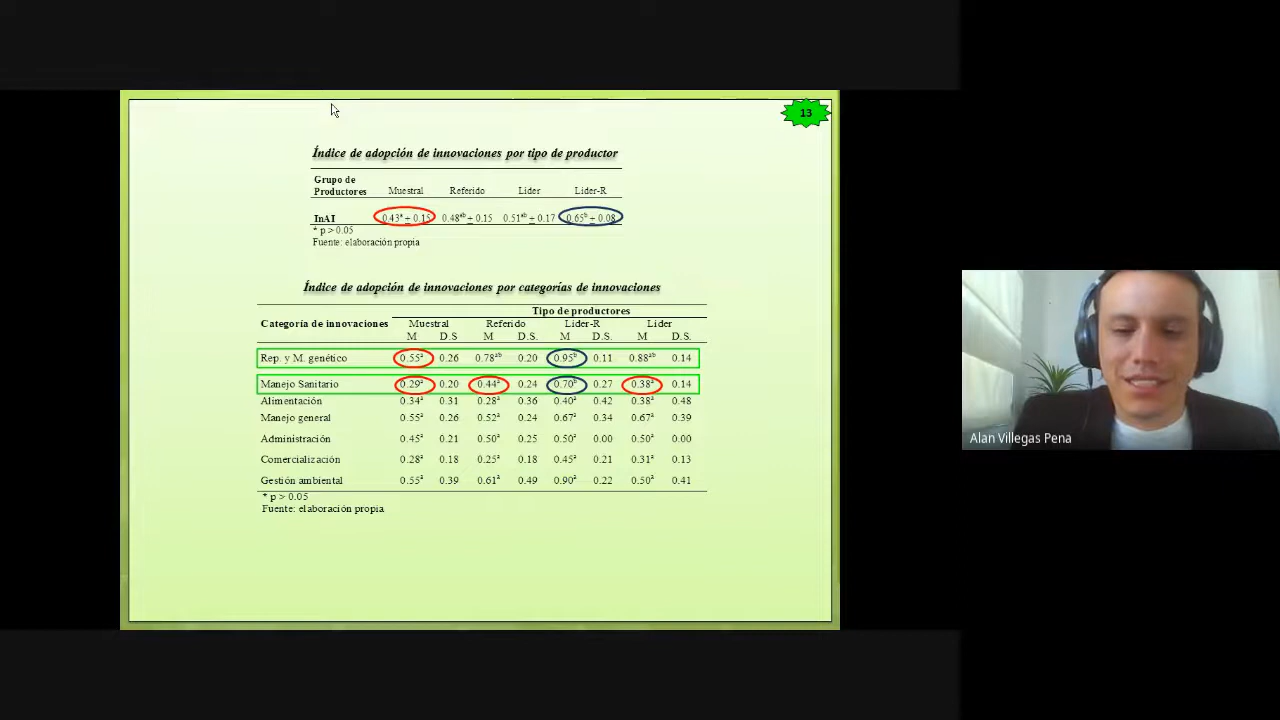 13
Índice de adopción de innovaciones por tipo de productor
Grupo de Productores Muestral Referido Líder Líder-R
InAI 0.43ª ± 0.15 0.48ᵃᵇ ± 0.15 0.51ᵃᵇ ± 0.17 0.65ᵇ ± 0.08
* p > 0.05
Fuente: elaboración propia
Índice de adopción de innovaciones por categorías de innovaciones
Tipo de productores
Categoría de innovaciones Muestral Referido Líder-R Líder
M D.S M D.S. M D.S. M D.S.
Rep. y M. genético 0.55ª 0.26 0.78ᵃᵇ 0.20 0.95ᵇ 0.11 0.88ᵃᵇ 0.14
Manejo Sanitario 0.29ª 0.20 0.44ª 0.24 0.70ᵇ 0.27 0.38ª 0.14
Alimentación 0.34ª 0.31 0.28ª 0.36 0.40ª 0.42 0.38ª 0.48
Manejo general 0.55ª 0.26 0.52ª 0.24 0.67ª 0.34 0.67ª 0.39
Administración 0.45ª 0.21 0.50ª 0.25 0.50ª 0.00 0.50ª 0.00
Comercialización 0.28ª 0.18 0.25ª 0.18 0.45ª 0.21 0.31ª 0.13
Gestión ambiental 0.55ª 0.39 0.61ª 0.49 0.90ª 0.22 0.50ª 0.41
* p > 0.05
Fuente: elaboración propia
Alan Villegas Pena